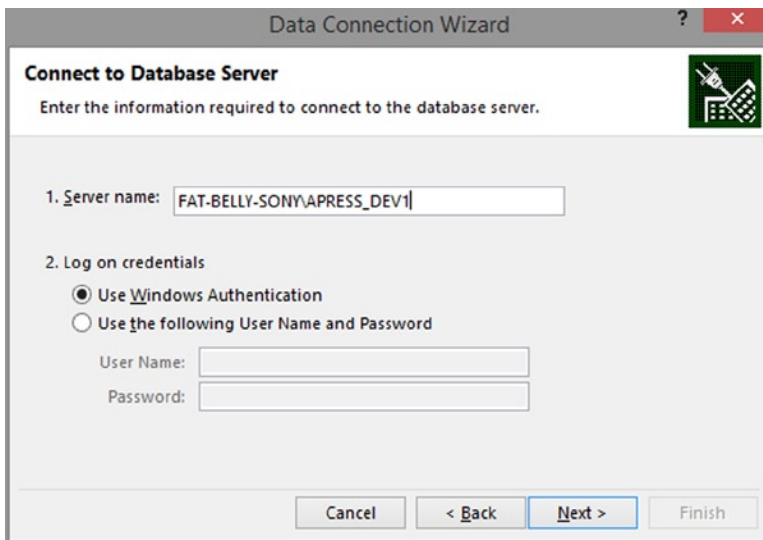 Data Connection Wizard
?
Connect to Database Server
Enter the information required to connect to the database server.
1. Server name: FAT-BELLY-SONY\APRESS_DEV1
2. Log on credentials
Use Windows Authentication
Use the following User Name and Password
User Name:
Password:
Cancel < Back Next > Finish